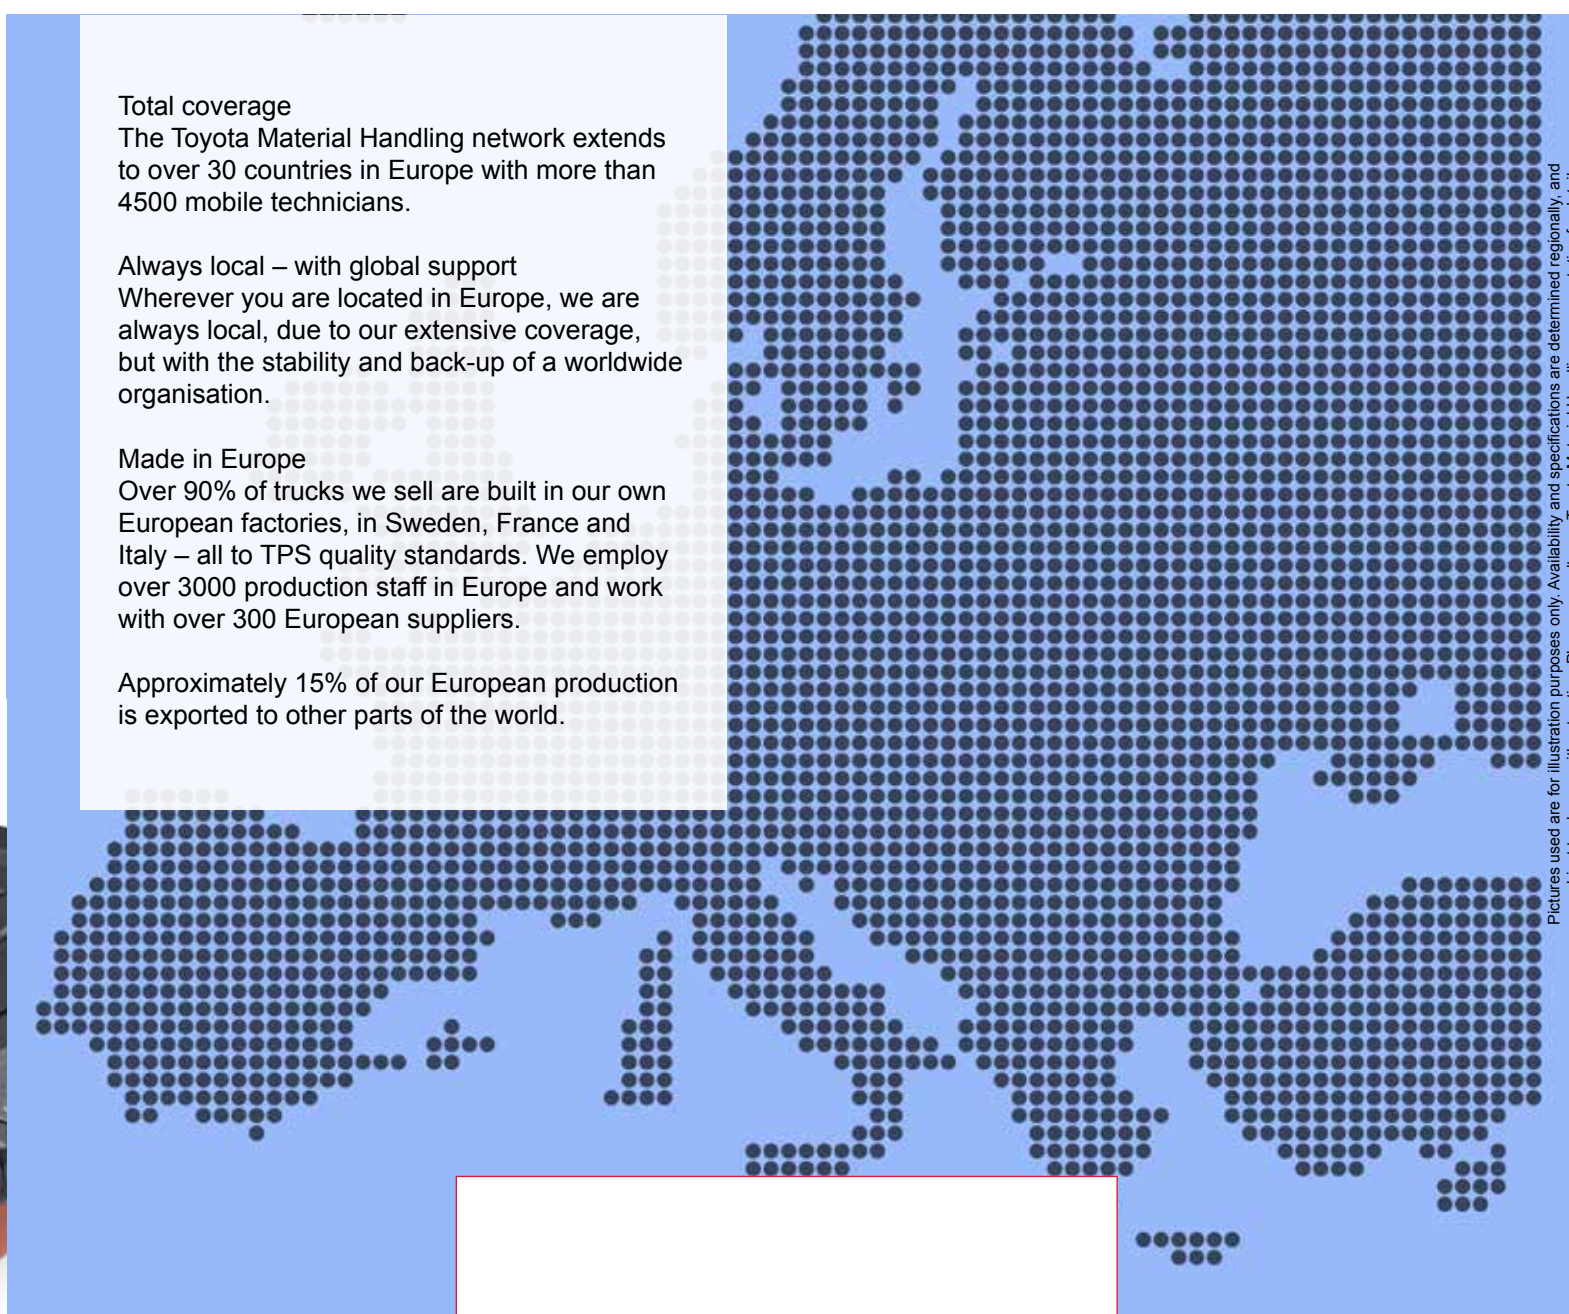 Total coverage
The Toyota Material Handling network extends
to over 30 countries in Europe with more than
4500 mobile technicians.
Always local – with global support
Wherever you are located in Europe, we are
always local, due to our extensive coverage,
but with the stability and back-up of a worldwide
organisation.
Made in Europe
Over 90% of trucks we sell are built in our own
European factories, in Sweden, France and
Italy – all to TPS quality standards. We employ
over 3000 production staff in Europe and work
with over 300 European suppliers.
Approximately 15% of our European production
is exported to other parts of the world.
Pictures used are for illustration purposes only. Availability and specifications are determined regionally, and